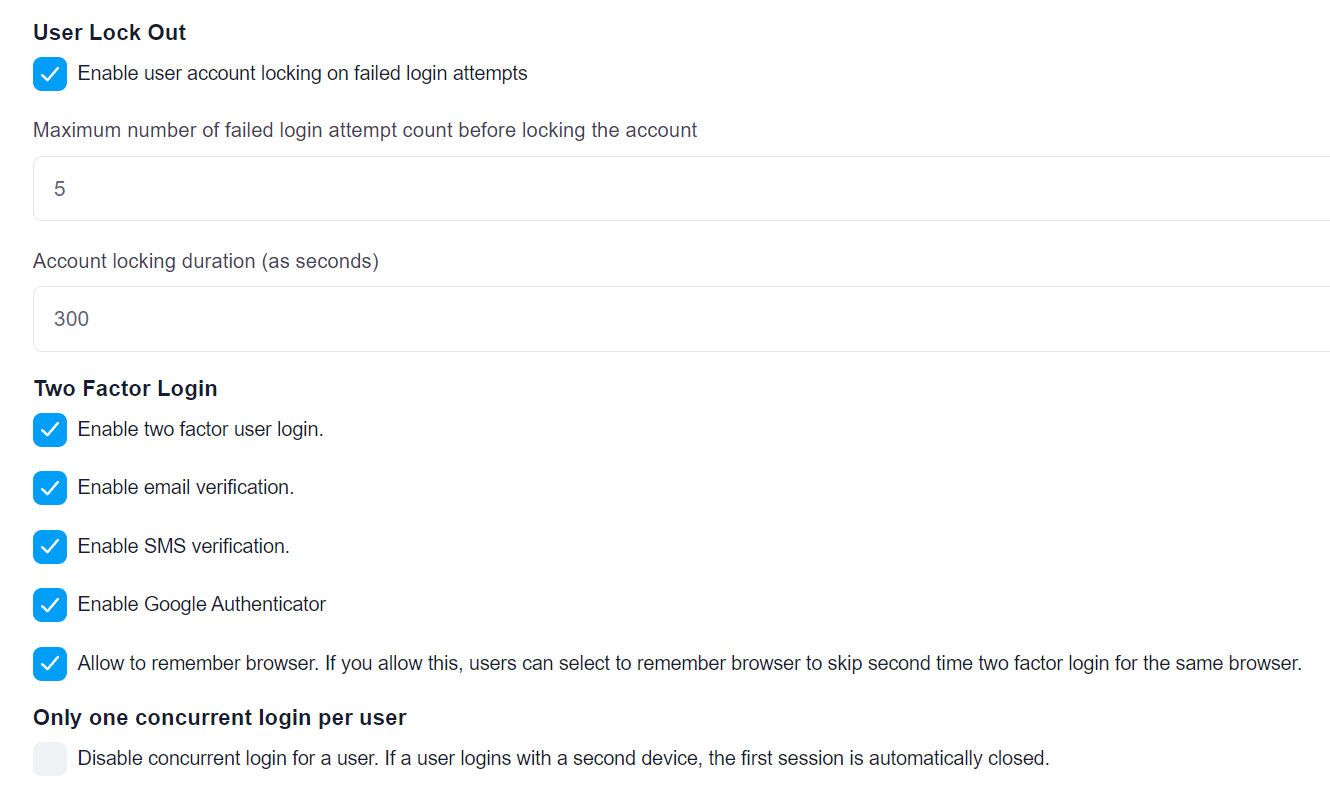 User Lock Out
Enable user account locking on failed login attempts
Maximum number of failed login attempt count before locking the account
5
Account locking duration (as seconds)
300
Two Factor Login
Enable two factor user login.
Enable email verification.
Enable SMS verification.
Enable Google Authenticator
Allow to remember browser. If you allow this, users can select to remember browser to skip second time two factor login for the same browser.
Only one concurrent login per user
Disable concurrent login for a user. If a user logins with a second device, the first session is automatically closed.